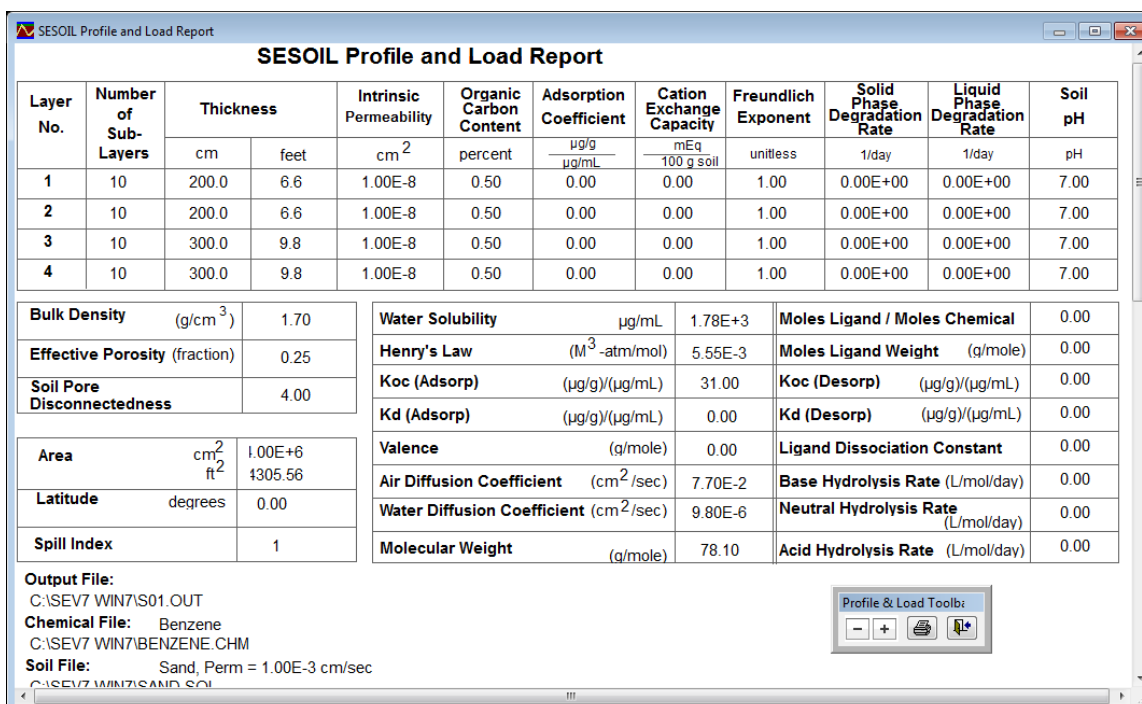 SESOIL Profile and Load Report
SESOIL Profile and Load Report
Layer No. Number of Sub-Layers Thickness Intrinsic Permeability Organic Carbon Content Adsorption Coefficient Cation Exchange Capacity Freundlich Exponent Solid Phase Degradation Rate Liquid Phase Degradation Rate Soil pH
cm feet cm2 percent µg/g µg/mL mEq 100 g soil unitless 1/day 1/day pH
1 10 200.0 6.6 1.00E-8 0.50 0.00 0.00 1.00 0.00E+00 0.00E+00 7.00
2 10 200.0 6.6 1.00E-8 0.50 0.00 0.00 1.00 0.00E+00 0.00E+00 7.00
3 10 300.0 9.8 1.00E-8 0.50 0.00 0.00 1.00 0.00E+00 0.00E+00 7.00
4 10 300.0 9.8 1.00E-8 0.50 0.00 0.00 1.00 0.00E+00 0.00E+00 7.00
Bulk Density (g/cm3) 1.70
Effective Porosity (fraction) 0.25
Soil Pore Disconnectedness 4.00
Area cm2 .00E+6
ft2 305.56
Latitude degrees 0.00
Spill Index 1
Water Solubility µg/mL 1.78E+3
Henry's Law (M3-atm/mol) 5.55E-3
Koc (Adsorp) (µg/g)/(µg/mL) 31.00
Kd (Adsorp) (µg/g)/(µg/mL) 0.00
Valence (g/mole) 0.00
Air Diffusion Coefficient (cm2/sec) 7.70E-2
Water Diffusion Coefficient (cm2/sec) 9.80E-6
Molecular Weight (g/mole) 78.10
Moles Ligand / Moles Chemical 0.00
Moles Ligand Weight (g/mole) 0.00
Koc (Desorp) (µg/g)/(µg/mL) 0.00
Kd (Desorp) (µg/g)/(µg/mL) 0.00
Ligand Dissociation Constant 0.00
Base Hydrolysis Rate (L/mol/day) 0.00
Neutral Hydrolysis Rate (L/mol/day) 0.00
Acid Hydrolysis Rate (L/mol/day) 0.00
Output File:
C:\SEV7 WIN7\S01.OUT
Chemical File: Benzene
C:\SEV7 WIN7\BENZENE.CHM
Soil File: Sand, Perm = 1.00E-3 cm/sec
C:\SEV7 WIN7\SAND.SOI
Profile & Load Toolba